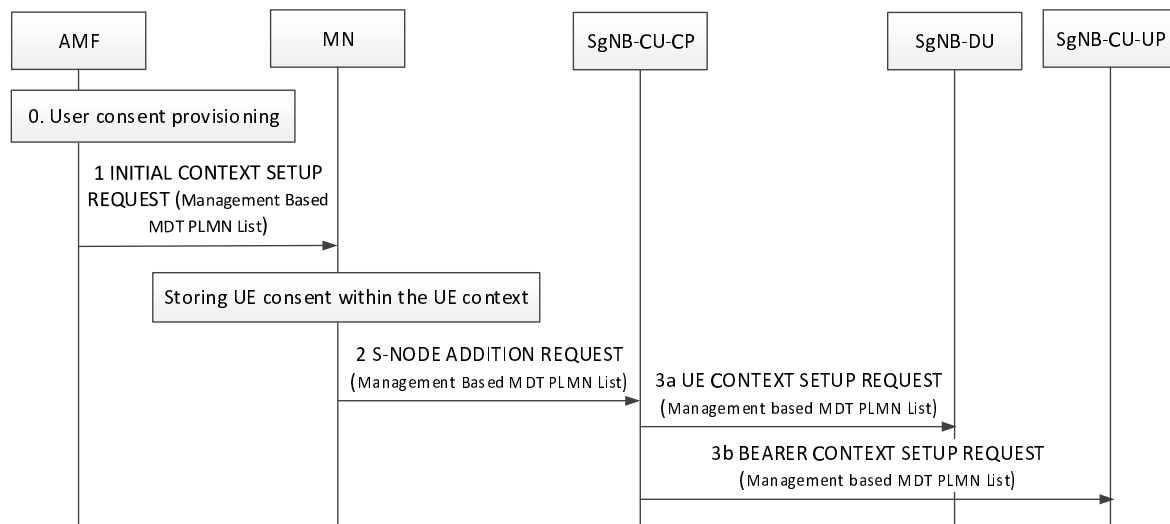 AMF
MN
SgNB-CU-CP
SgNB-DU
SgNB-CU-UP
0. User consent provisioning
1 INITIAL CONTEXT SETUP
REQUEST (Management Based
MDT PLMN List)
Storing UE consent within the UE context
2 S-NODE ADDITION REQUEST
(Management Based MDT PLMN List)
3a UE CONTEXT SETUP REQUEST
(Management based MDT PLMN List)
3b BEARER CONTEXT SETUP REQUEST
(Management based MDT PLMN List)